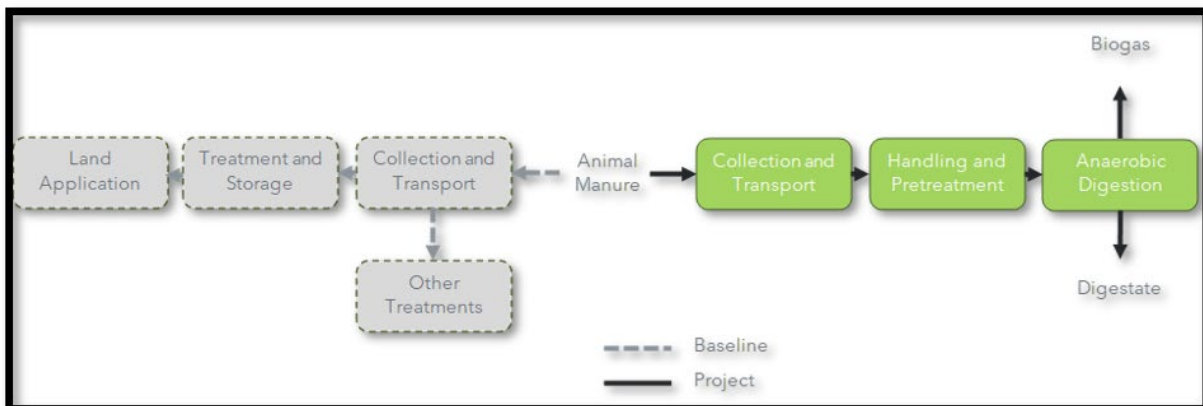 Biogas
Land
Application
Treatment and
Storage
Collection and
Transport
Animal
Manure
Collection and
Transport
Handling and
Pretreatment
Anaerobic
Digestion
Other
Treatments
Digestate
Baseline
Project